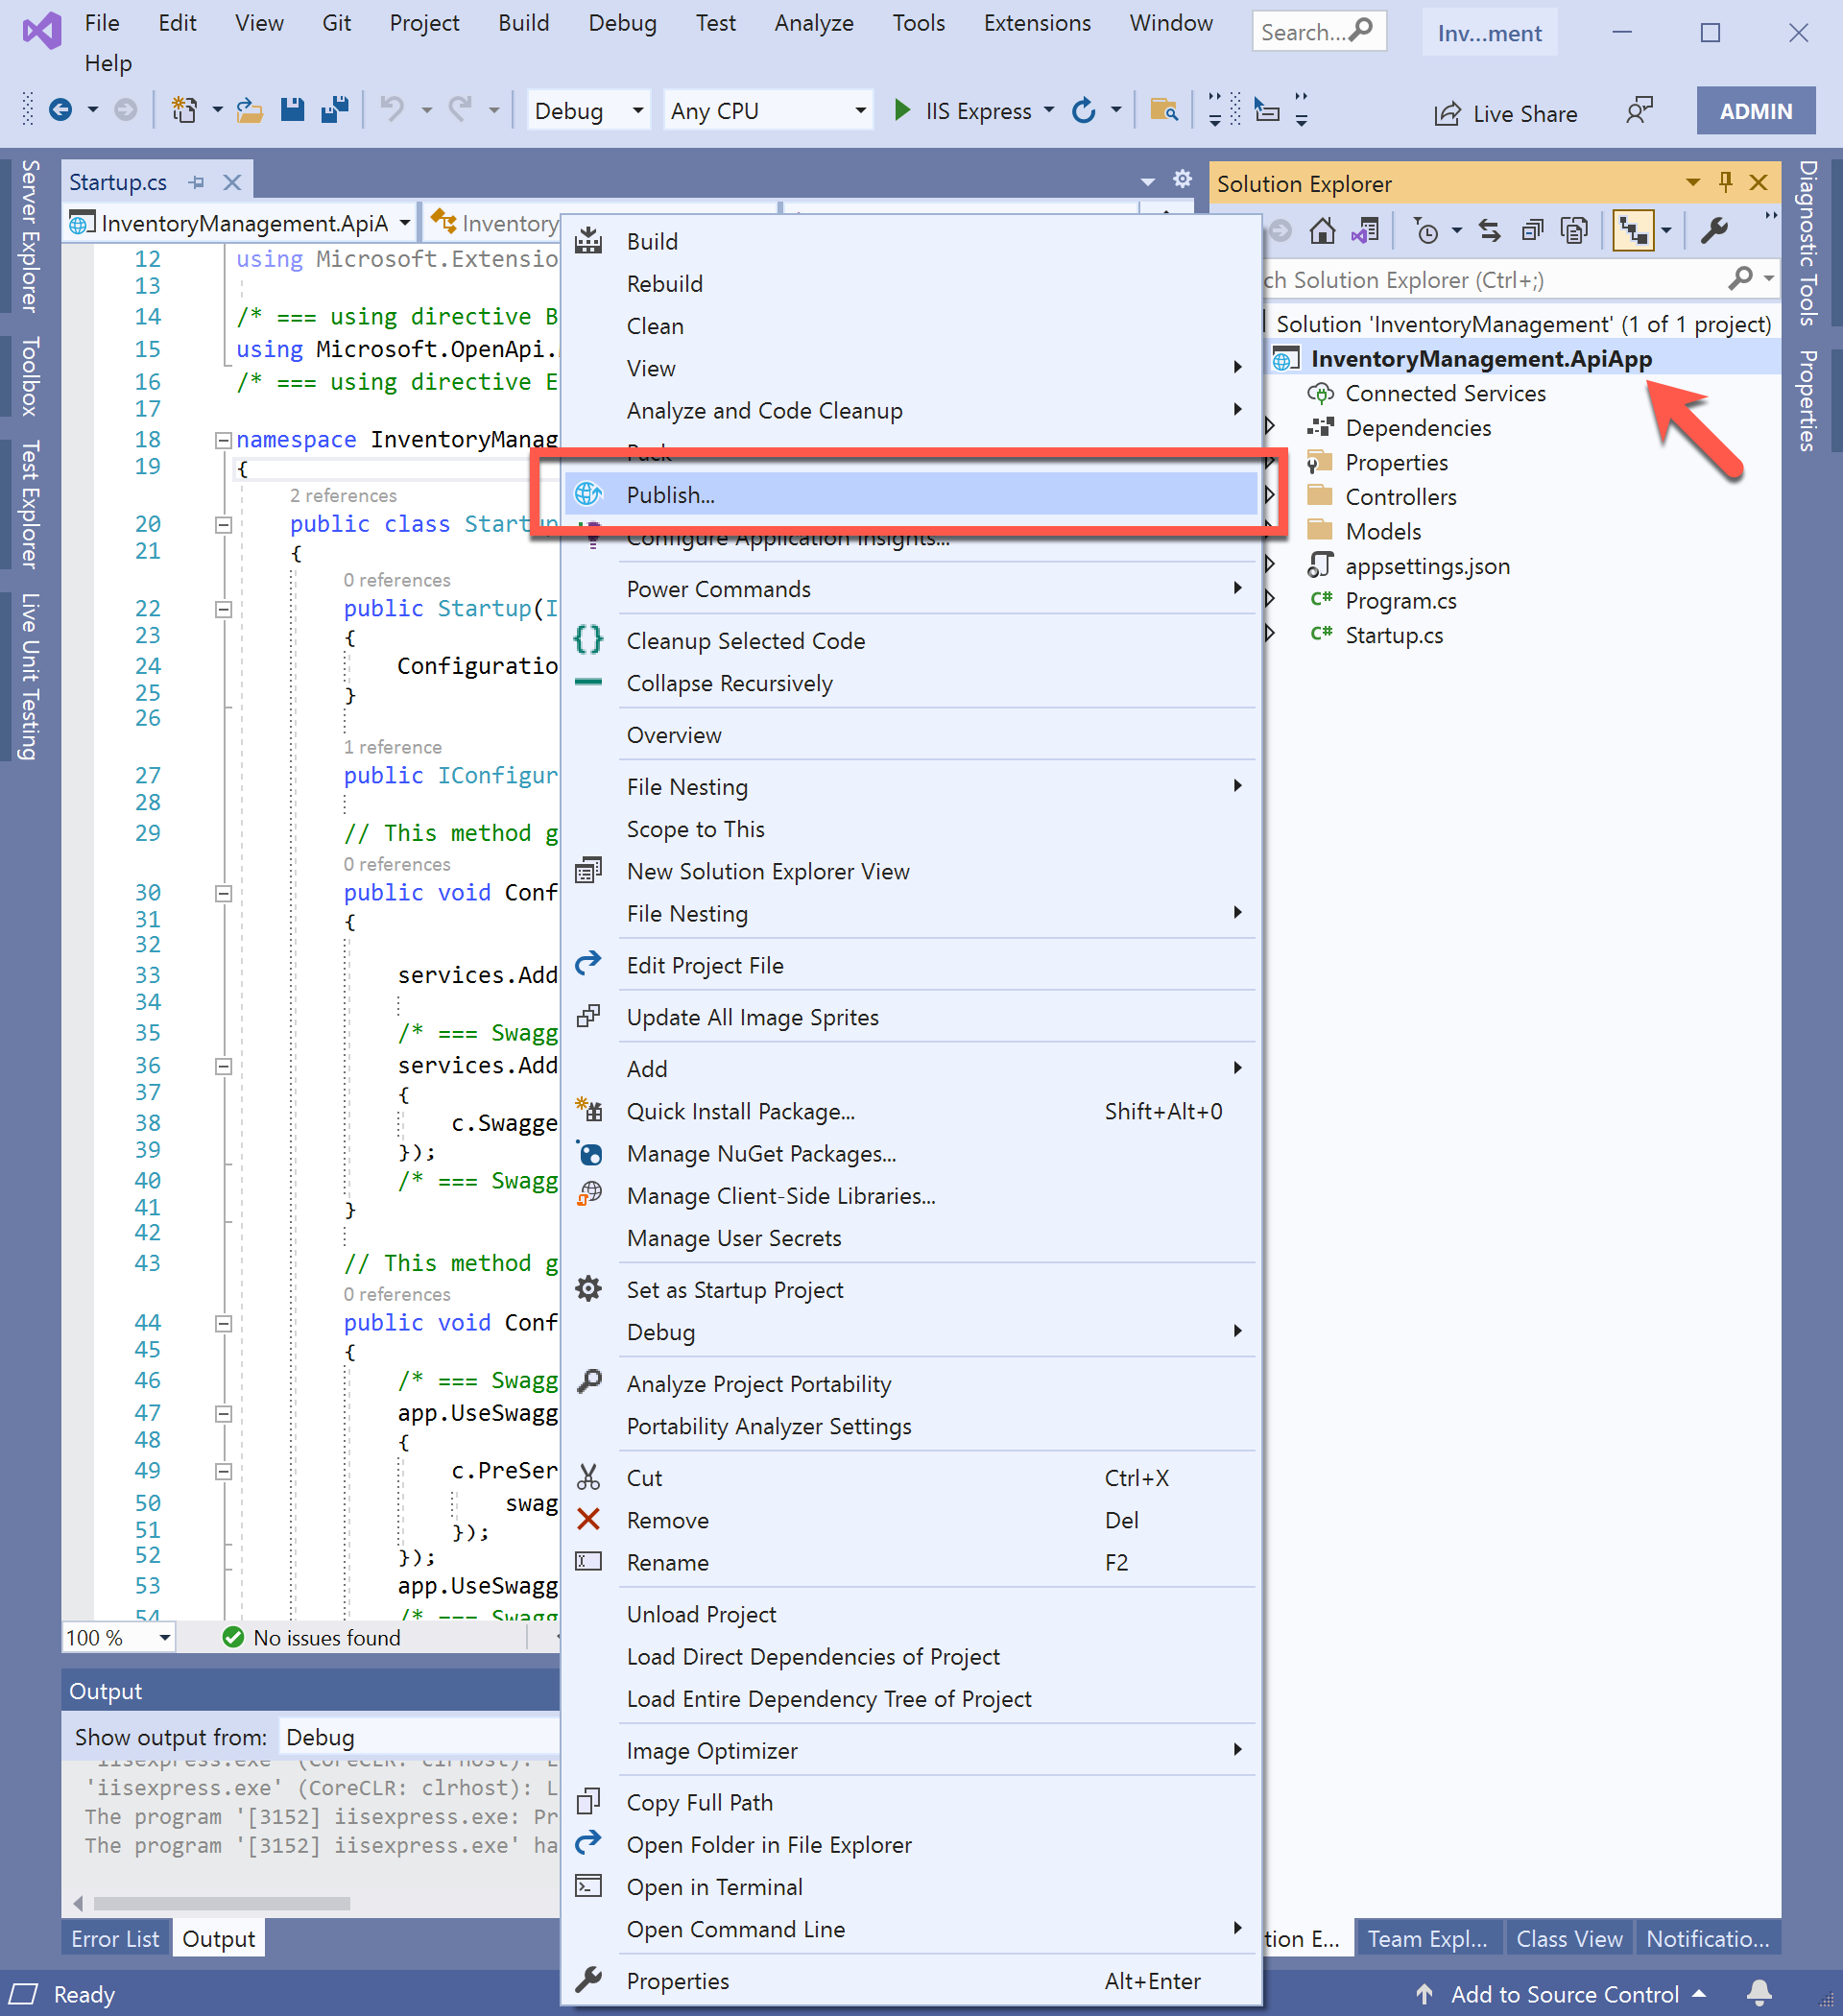 File Edit View Git Project Build Debug Test Analyze Tools Extensions Window Search... Inv...ment
Help
Debug Any CPU IIS Express Live Share ADMIN
Server Explorer
Toolbox
Test Explorer
Live Unit Testing
Startup.cs
InventoryManagement.ApiA Inventory
12 using Microsoft.Extensio
13
14 /* === using directive B
15 using Microsoft.OpenApi.
16 /* === using directive E
17
18 namespace InventoryManag
19 {
2 references
20 public class Startup
21 {
0 references
22 public Startup(I
23 {
24 Configuratio
25 }
26
1 reference
27 public IConfigur
28
29 // This method g
0 references
30 public void Conf
31 {
32
33 services.Add
34
35 /* === Swagg
36 services.Add
37 {
38 c.Swagge
39 });
40 /* === Swagg
41 }
42
43 // This method g
0 references
44 public void Conf
45 {
46 /* === Swagg
47 app.UseSwagg
48 {
49 c.PreSer
50 swag
51 });
52 });
53 app.UseSwagg
54 /* === Swagg
100 % No issues found
Output
Show output from: Debug
'iisexpress.exe' (CoreCLR: clrhost): L
'iisexpress.exe' (CoreCLR: clrhost): L
The program '[3152] iisexpress.exe: Pr
The program '[3152] iisexpress.exe' ha
Error List Output
Build
Rebuild
Clean
View
Analyze and Code Cleanup
Pack
Publish...
Configure Application Insights...
Power Commands
Cleanup Selected Code
Collapse Recursively
Overview
File Nesting
Scope to This
New Solution Explorer View
File Nesting
Edit Project File
Update All Image Sprites
Add
Quick Install Package... Shift+Alt+0
Manage NuGet Packages...
Manage Client-Side Libraries...
Manage User Secrets
Set as Startup Project
Debug
Analyze Project Portability
Portability Analyzer Settings
Cut Ctrl+X
Remove Del
Rename F2
Unload Project
Load Direct Dependencies of Project
Load Entire Dependency Tree of Project
Image Optimizer
Copy Full Path
Open Folder in File Explorer
Open in Terminal
Open Command Line
Properties Alt+Enter
Solution Explorer
ch Solution Explorer (Ctrl+;)
Solution 'InventoryManagement' (1 of 1 project)
InventoryManagement.ApiApp
Connected Services
Dependencies
Properties
Controllers
Models
appsettings.json
C# Program.cs
C# Startup.cs
tion E... Team Expl... Class View Notificatio...
Diagnostic Tools
Properties
Ready Add to Source Control